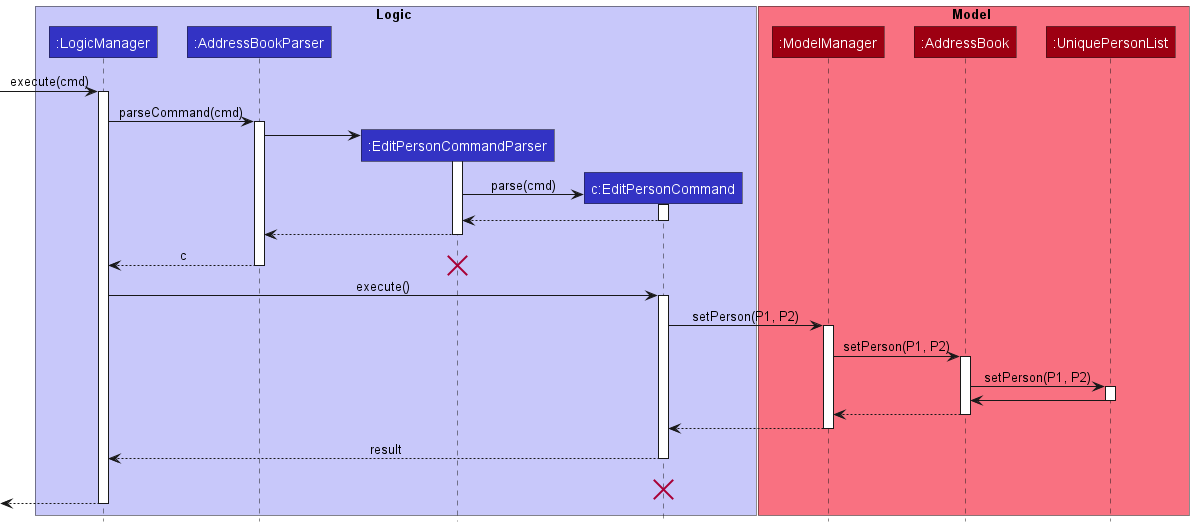 Logic
Model
:LogicManager
:AddressBookParser
:ModelManager
:AddressBook
:UniquePersonList
execute(cmd)
parseCommand(cmd)
:EditPersonCommandParser
parse(cmd)
c:EditPersonCommand
c
execute()
setPerson(P1, P2)
setPerson(P1, P2)
setPerson(P1, P2)
result